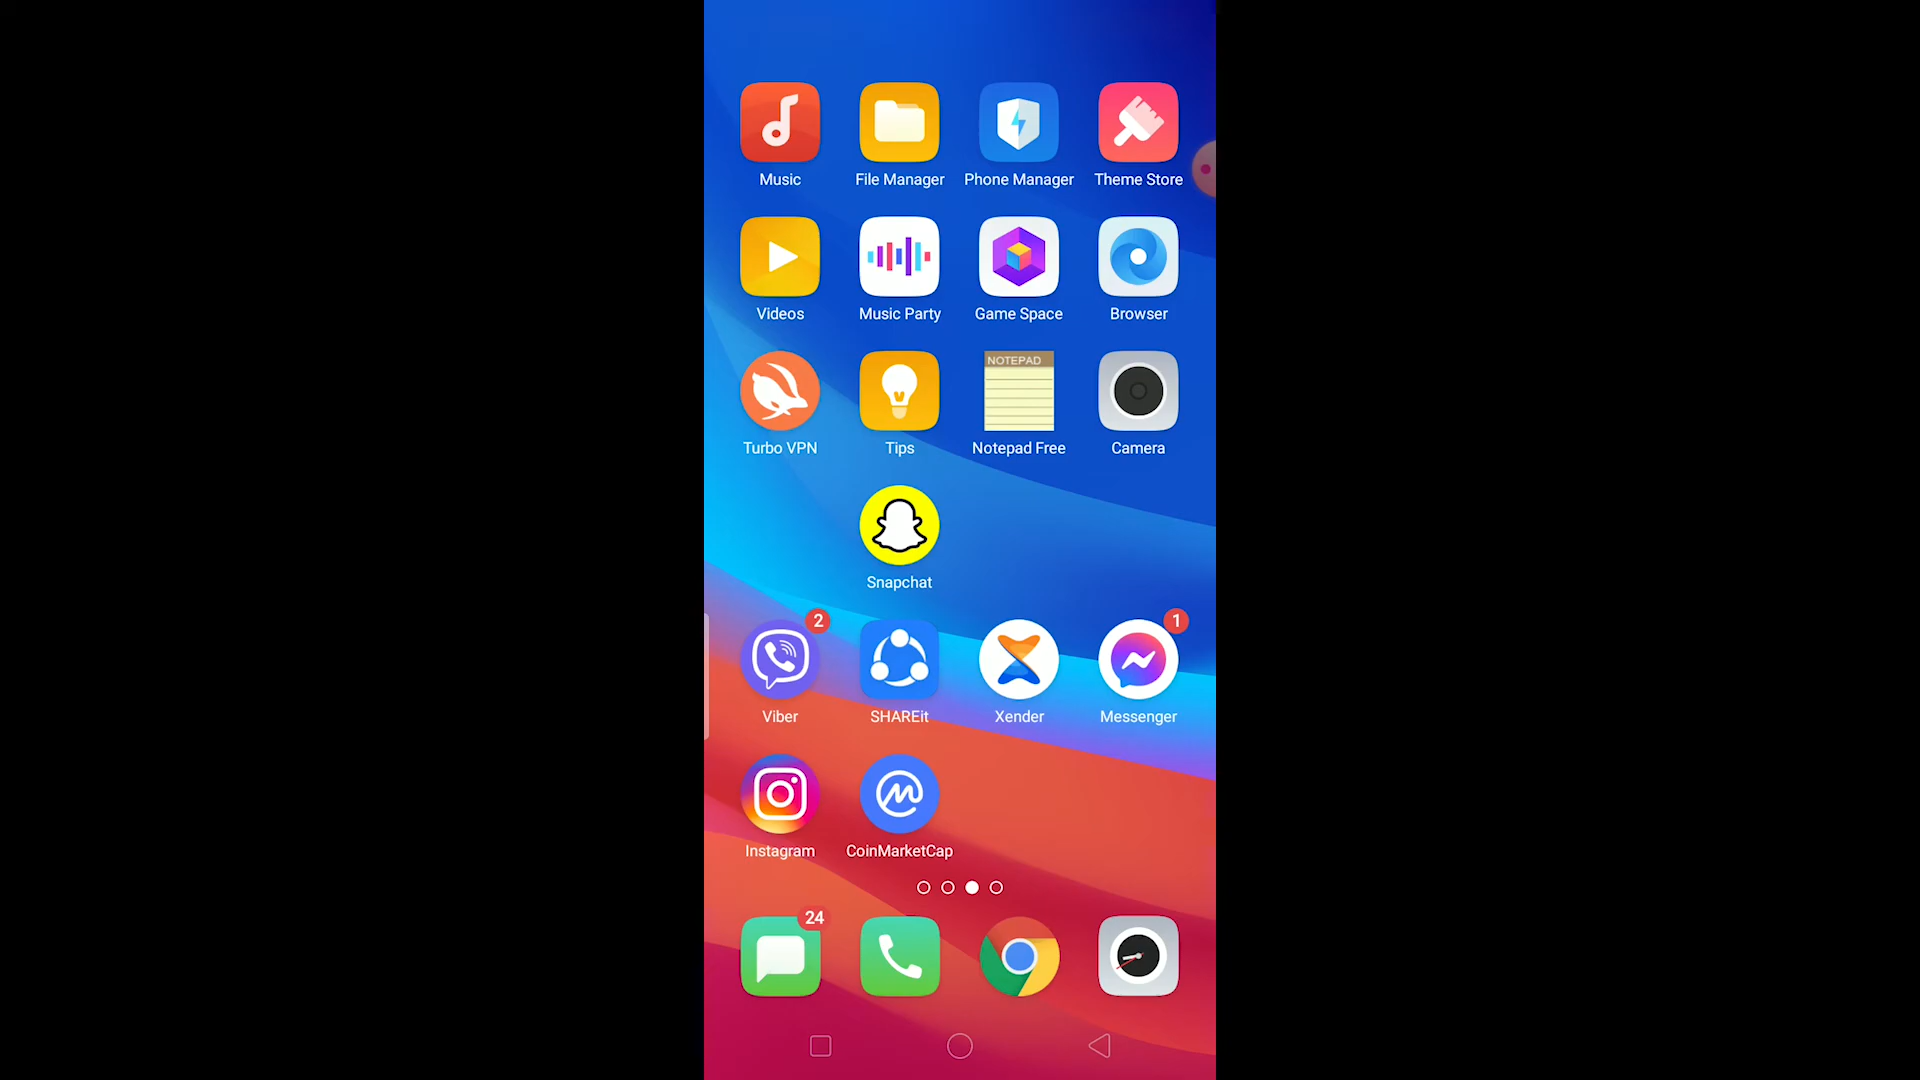 Music File Manager Phone Manager Theme Store
Videos Music Party Game Space Browser
NOTEPAD
Turbo VPN Tips Notepad Free Camera
Snapchat
2 1
Viber SHAREit Xender Messenger
Instagram CoinMarketCap
24